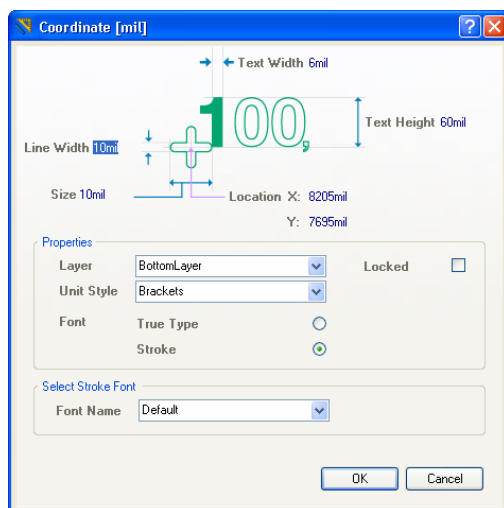 Coordinate [mil]
Text Width 6mil
100,
Text Height 60mil
Line Width 10mil
Size 10mil
Location X: 8205mil
Y: 7695mil
Properties
Layer BottomLayer Locked
Unit Style Brackets
Font True Type
Stroke
Select Stroke Font
Font Name Default
OK Cancel